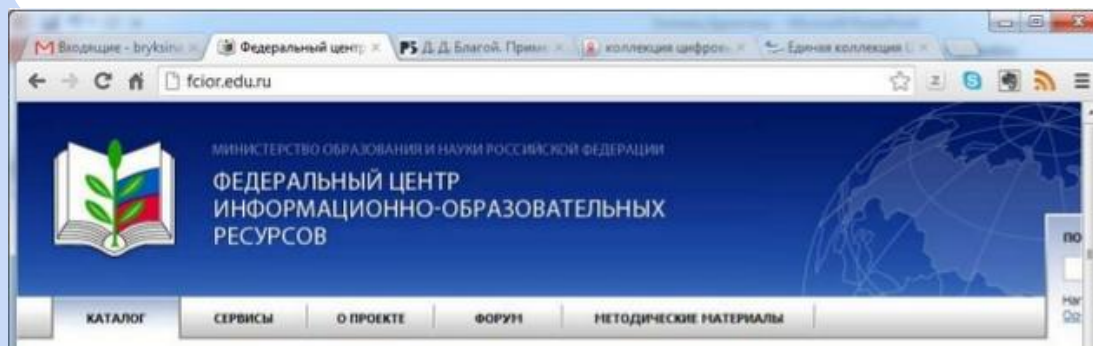 Входящие - bryksin
Федеральный центр
Д. Д. Благой. Прим
коллекция цифров
Единая коллекция
fcior.edu.ru
МИНИСТЕРСТВО ОБРАЗОВАНИЯ И НАУКИ РОССИЙСКОЙ ФЕДЕРАЦИИ
ФЕДЕРАЛЬНЫЙ ЦЕНТР
ИНФОРМАЦИОННО-ОБРАЗОВАТЕЛЬНЫХ
РЕСУРСОВ
ПО
КАТАЛОГ СЕРВИСЫ О ПРОЕКТЕ ФОРУМ МЕТОДИЧЕСКИЕ МАТЕРИАЛЫ